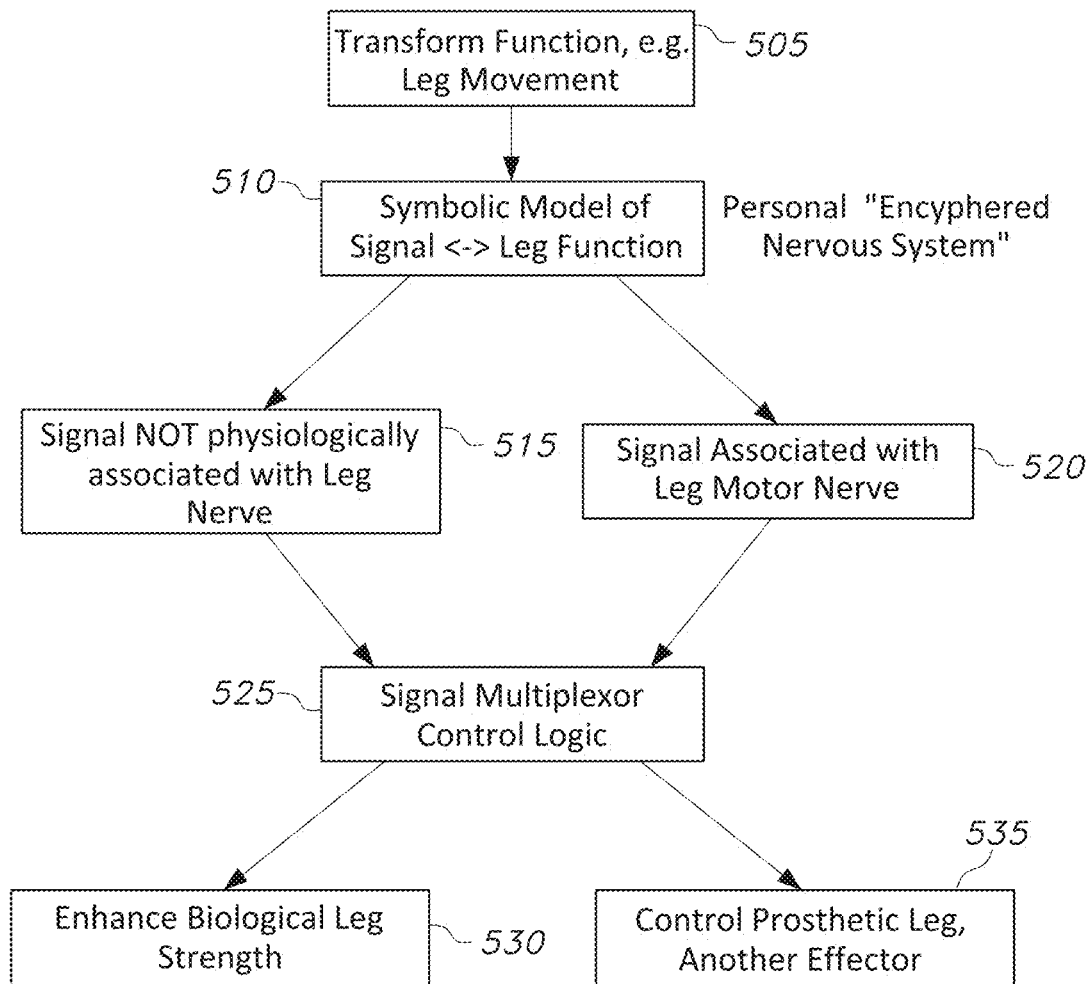 Transform Function, e.g.
Leg Movement
505
510
Symbolic Model of
Signal <-> Leg Function
Personal "Encyphered
Nervous System"
Signal NOT physiologically
associated with Leg
Nerve
515
Signal Associated with
Leg Motor Nerve
520
525
Signal Multiplexor
Control Logic
Enhance Biological Leg
Strength
530
535
Control Prosthetic Leg,
Another Effector